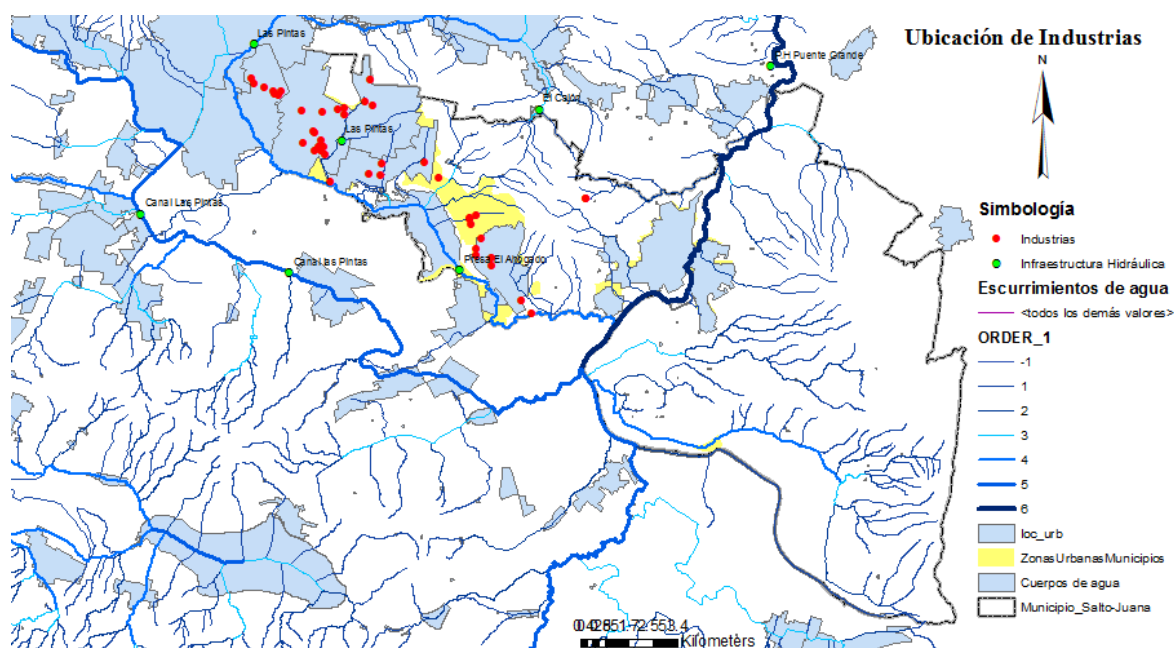 Ubicación de Industrias
N
Las Pintas
PH Puente Grande
El Cajón
Las Pintas
Canal Las Pintas
Canal las Pintas
Presa El Ahogado
Simbología
Industrias
Infraestructura Hidráulica
Escurrimientos de agua
<todos los demás valores>
ORDER_1
-1
1
2
3
4
5
6
loc_urb
ZonasUrbanasMunicipios
Cuerpos de agua
Municipio_Salto-Juana
Kilometers